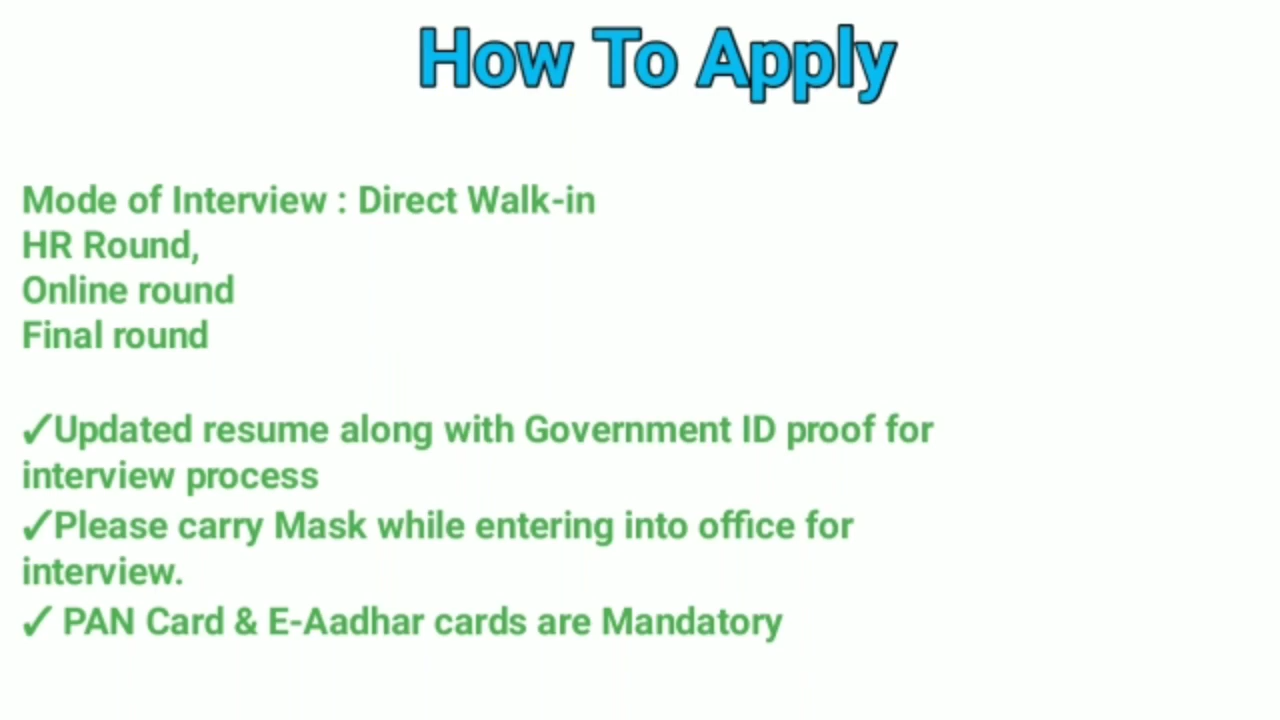 How To Apply
Mode of Interview : Direct Walk-in
HR Round,
Online round
Final round
✓Updated resume along with Government ID proof for
interview process
✓Please carry Mask while entering into office for
interview.
✓ PAN Card & E-Aadhar cards are Mandatory